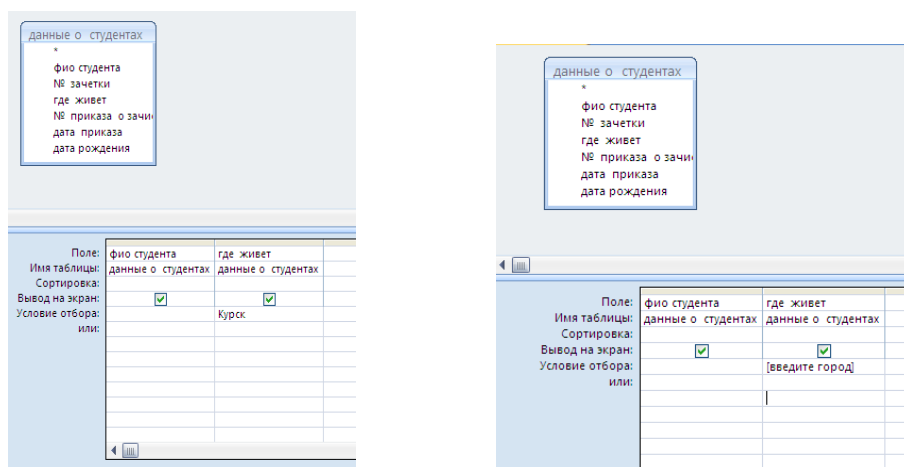 данные о студентах
*
фио студента
№ зачетки
где живет
№ приказа о зачи
дата приказа
дата рождения
Поле: фио студента где живет
Имя таблицы: данные о студентах данные о студентах
Сортировка:
Вывод на экран:
Условие отбора: Курск
или:
данные о студентах
*
фио студента
№ зачетки
где живет
№ приказа о зачи
дата приказа
дата рождения
Поле: фио студента где живет
Имя таблицы: данные о студентах данные о студентах
Сортировка:
Вывод на экран:
Условие отбора: [введите город]
или: